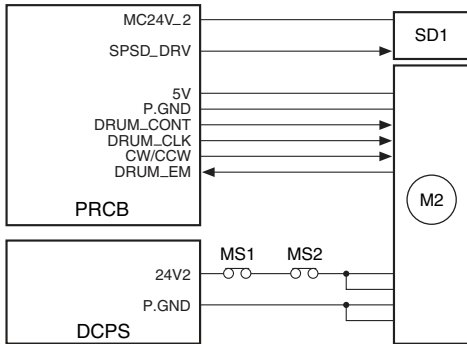 MC24V_2
SD1
SPSD_DRV
5V
P.GND
DRUM_CONT
DRUM_CLK
CW/CCW
DRUM_EM
PRCB
M2
MS1 MS2
24V2
P.GND
DCPS